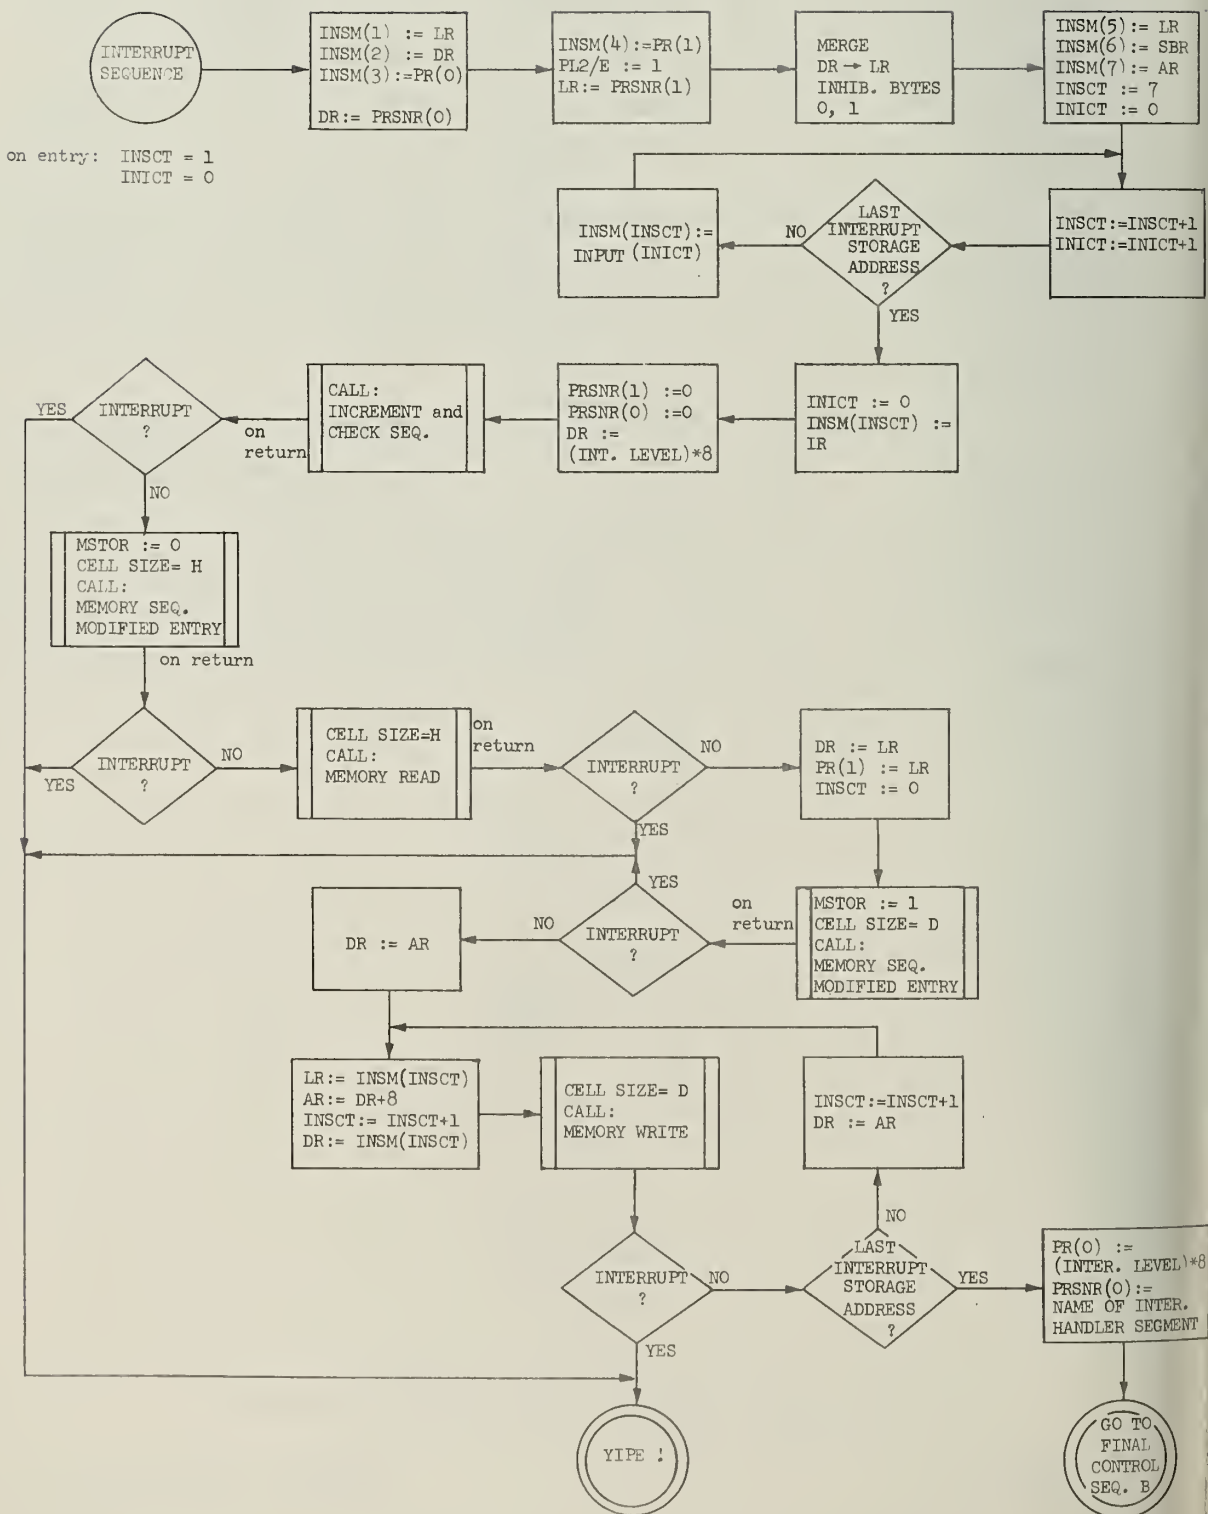 INTERRUPT
SEQUENCE
on entry: INSCT = 1
INICT = 0
INSM(1) := LR
INSM(2) := DR
INSM(3):=PR(0)
DR:= PRSNR(0)
INSM(4):=PR(1)
PL2/E := 1
LR:= PRSNR(1)
MERGE
DR → LR
INHIB. BYTES
0, 1
INSM(5):= LR
INSM(6):= SBR
INSM(7):= AR
INSCT := 7
INICT := 0
INSCT:=INSCT+1
INICT:=INICT+1
LAST
INTERRUPT
STORAGE
ADDRESS
?
NO
INSM(INSCT):=
INPUT (INICT)
YES
INICT := 0
INSM(INSCT) :=
IR
PRSNR(1) :=0
PRSNR(0) :=0
DR :=
(INT. LEVEL)*8
CALL:
INCREMENT and
CHECK SEQ.
on
return
INTERRUPT
?
YES
NO
MSTOR := 0
CELL SIZE= H
CALL:
MEMORY SEQ.
MODIFIED ENTRY
on return
INTERRUPT
?
YES
NO
CELL SIZE=H
CALL:
MEMORY READ
on
return
INTERRUPT
?
NO
YES
DR := LR
PR(1) := LR
INSCT := 0
MSTOR := 1
CELL SIZE= D
CALL:
MEMORY SEQ.
MODIFIED ENTRY
on
return
INTERRUPT
?
YES
NO
DR := AR
LR:= INSM(INSCT)
AR:= DR+8
INSCT:= INSCT+1
DR:= INSM(INSCT)
CELL SIZE= D
CALL:
MEMORY WRITE
INTERRUPT
?
NO
YES
LAST
INTERRUPT
STORAGE
ADDRESS
?
NO
INSCT:=INSCT+1
DR := AR
YES
PR(0) :=
(INTER. LEVEL)*8
PRSNR(0):=
NAME OF INTER.
HANDLER SEGMENT
YIPE !
GO TO
FINAL
CONTROL
SEQ. B